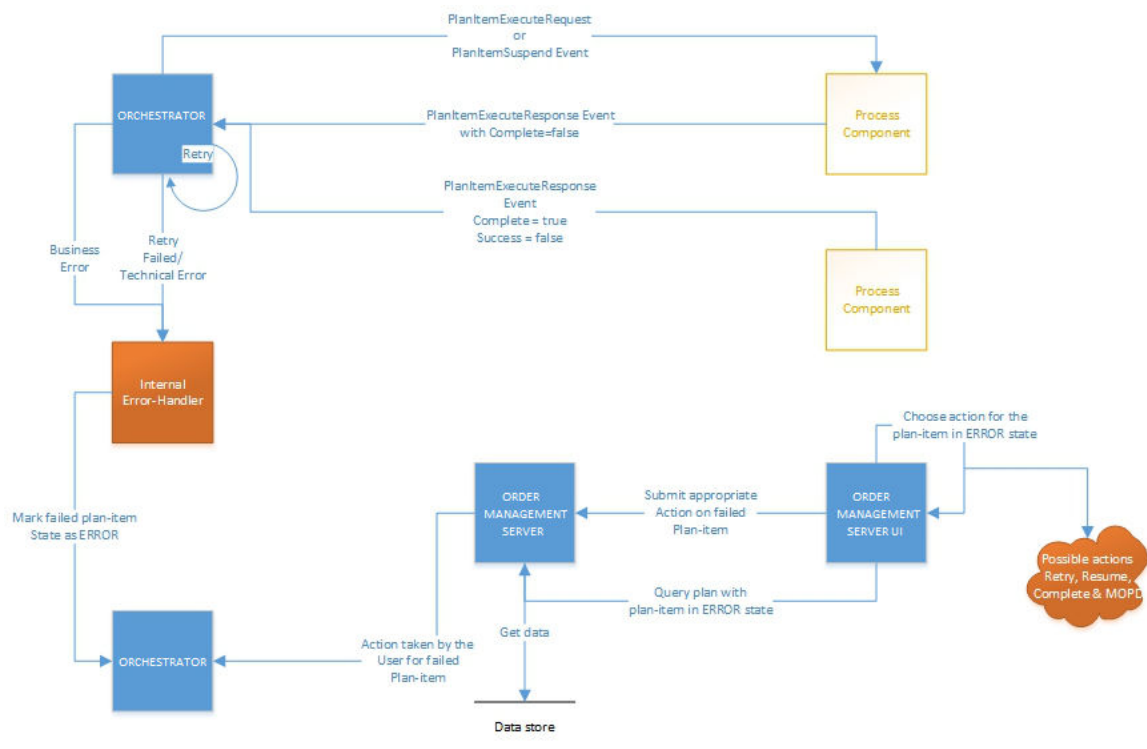 PlanItemExecuteRequest
or
PlanItemSuspend Event
ORCHESTRATOR
PlanItemExecuteResponse Event
with Complete=false
Process
Component
Retry
PlanItemExecuteResponse
Event
Complete = true
Success = false
Business
Error
Retry
Failed/
Technical Error
Process
Component
Internal
Error-Handler
Choose action for the
plan-item in ERROR state
Mark failed plan-item
State as ERROR
ORDER
MANAGEMENT
SERVER
Submit appropriate
Action on failed
Plan-item
ORDER
MANAGEMENT
SERVER UI
Possible actions
Retry, Resume,
Complete & MOPD
Query plan with
plan-item in ERROR state
Get data
Action taken by the
User for failed
Plan-item
ORCHESTRATOR
Data store